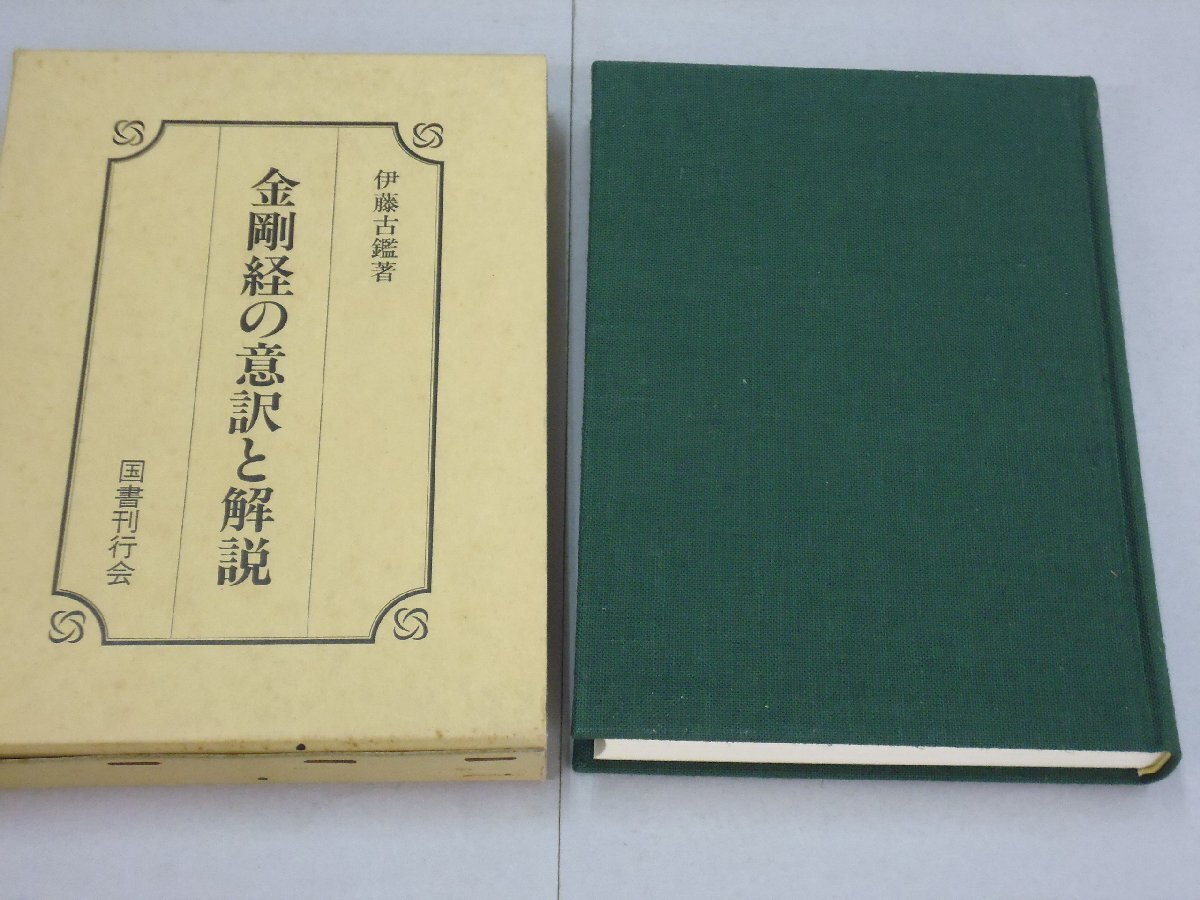 伊藤古鑑著
金剛経の意訳と解説
国書刊行会